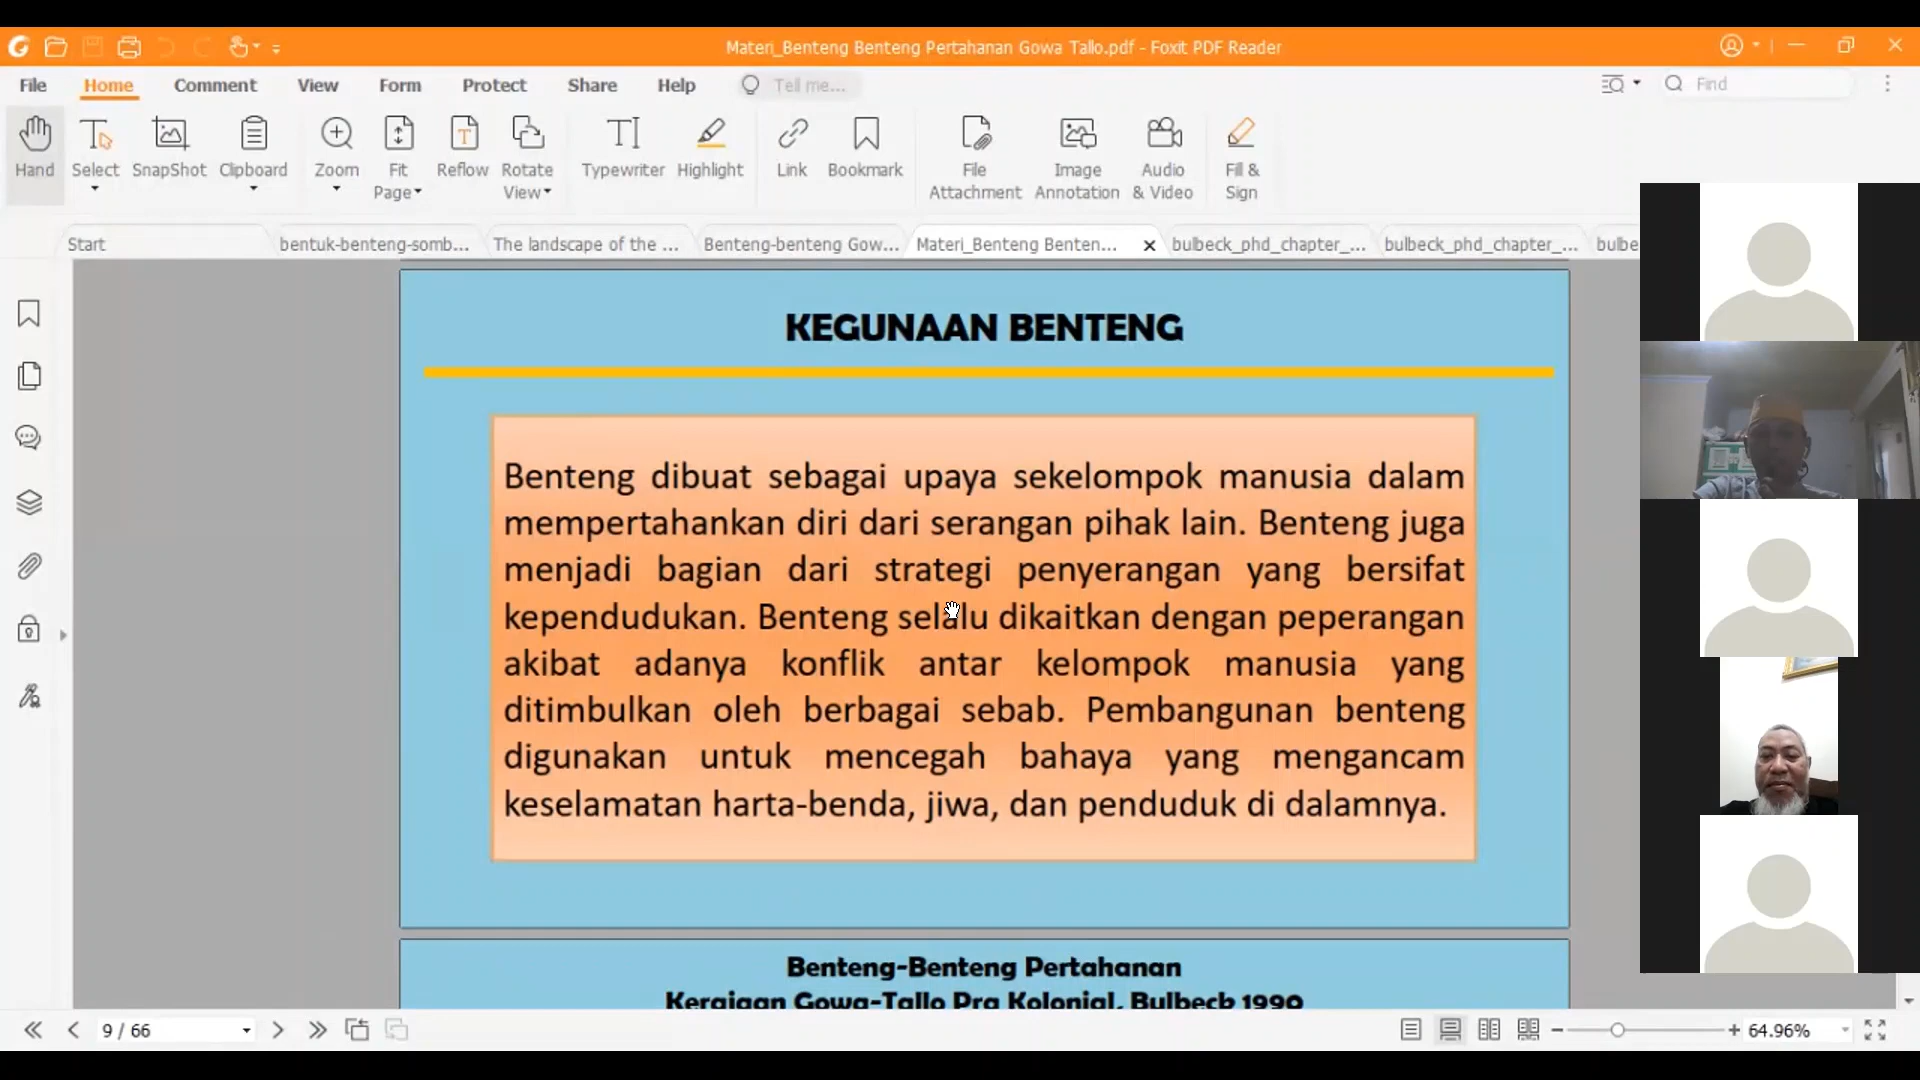 Materi_Benteng Benteng Pertahanan Gowa Tallo.pdf - Foxit PDF Reader
File Home Comment View Form Protect Share Help Tell me... Find
Hand Select SnapShot Clipboard Zoom Fit Page Reflow Rotate View Typewriter Highlight Link Bookmark File Attachment Image Annotation Audio & Video Fill & Sign
Start bentuk-benteng-somb... The landscape of the ... Benteng-benteng Gow... Materi_Benteng Benten... bulbeck_phd_chapter_... bulbeck_phd_chapter_... bulbe
KEGUNAAN BENTENG
Benteng dibuat sebagai upaya sekelompok manusia dalam
mempertahankan diri dari serangan pihak lain. Benteng juga
menjadi bagian dari strategi penyerangan yang bersifat
kependudukan. Benteng selalu dikaitkan dengan peperangan
akibat adanya konflik antar kelompok manusia yang
ditimbulkan oleh berbagai sebab. Pembangunan benteng
digunakan untuk mencegah bahaya yang mengancam
keselamatan harta-benda, jiwa, dan penduduk di dalamnya.
Benteng-Benteng Pertahanan
Kerajaan Gowa-Tallo Pra Kolonial, Bulbeck 1990
9 / 66 64.96%